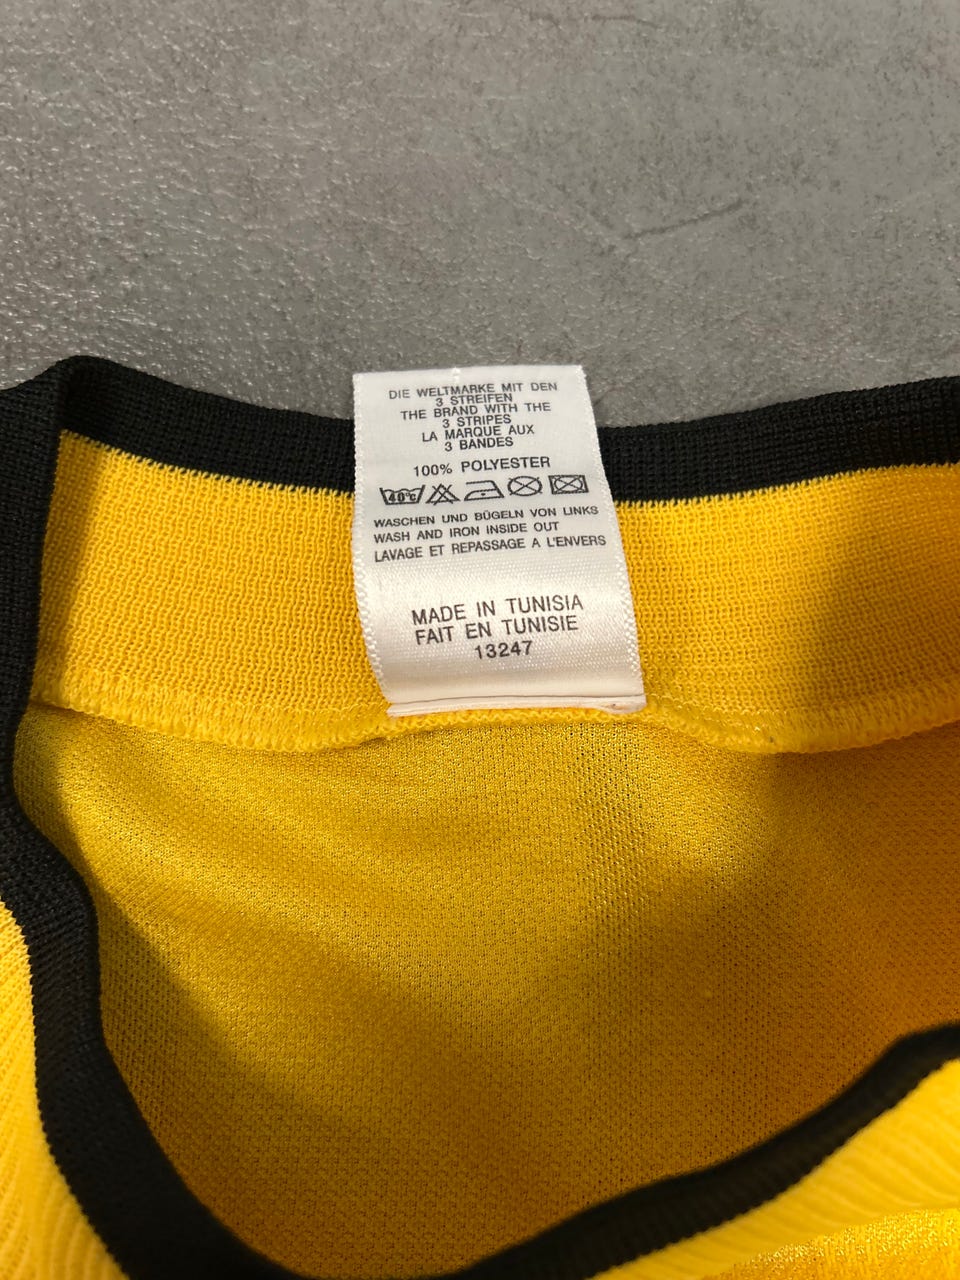 DIE WELTMARKE MIT DEN
3 STREIFEN
THE BRAND WITH THE
3 STRIPES
LA MARQUE AUX
3 BANDES
100% POLYESTER
40°C
WASCHEN UND BÜGELN VON LINKS
WASH AND IRON INSIDE OUT
LAVAGE ET REPASSAGE A L'ENVERS
MADE IN TUNISIA
FAIT EN TUNISIE
13247